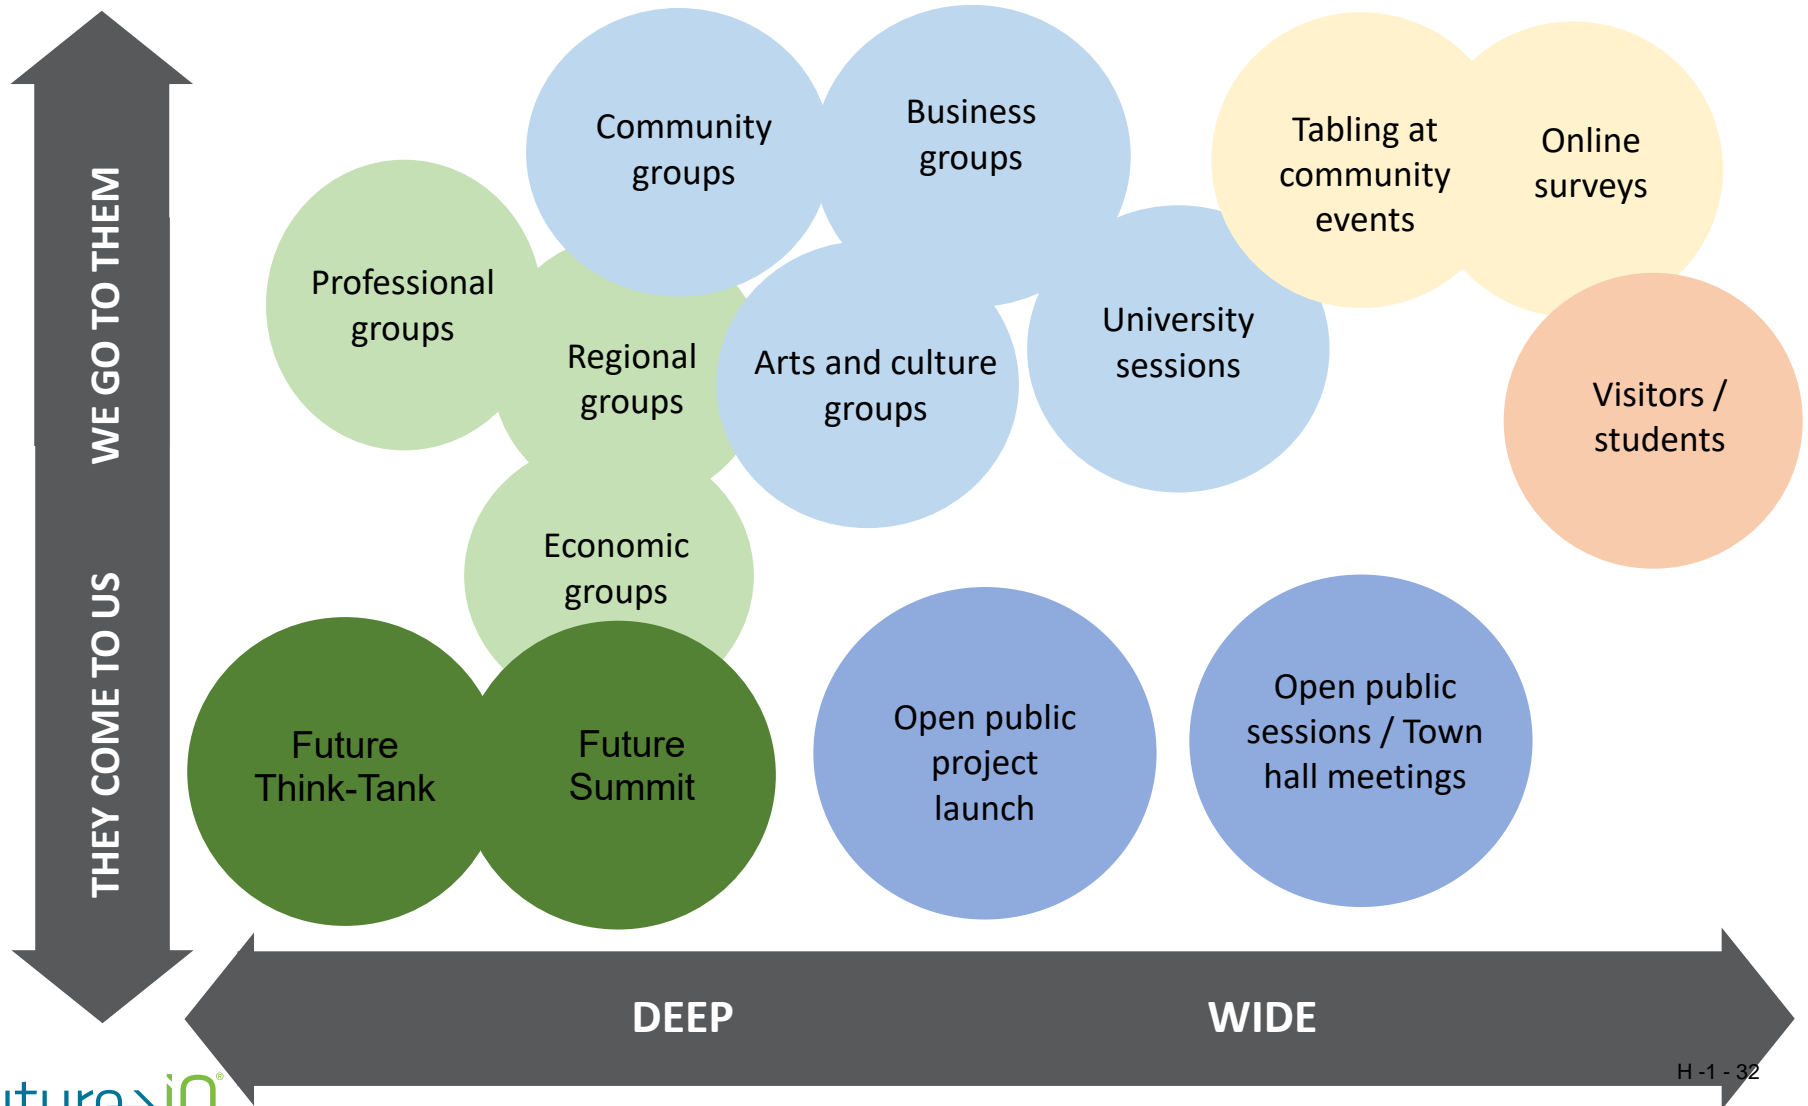 WE GO TO THEM
THEY COME TO US
Community
groups
Business
groups
Tabling at
community
events
Online
surveys
Professional
groups
Regional
groups
Arts and culture
groups
University
sessions
Visitors /
students
Economic
groups
Future
Think-Tank
Future
Summit
Open public
project
launch
Open public
sessions / Town
hall meetings
DEEP
WIDE
H -1 - 32